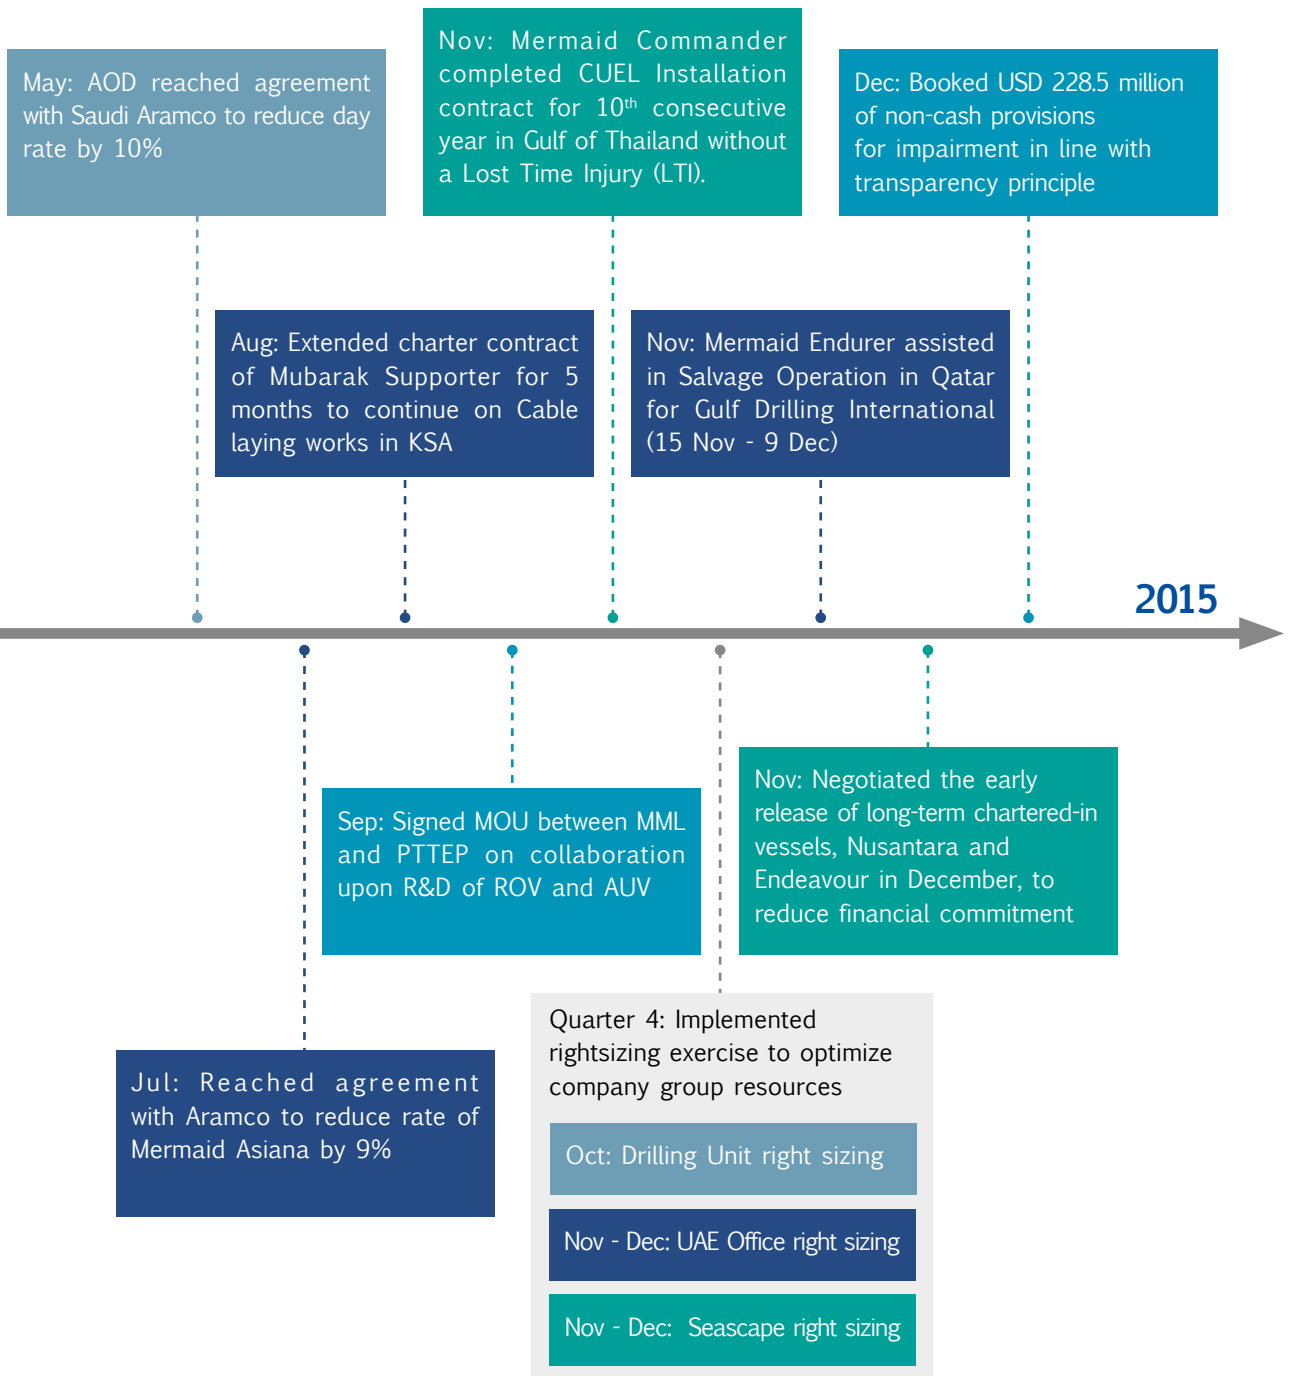 May: AOD reached agreement
with Saudi Aramco to reduce day
rate by 10%
Nov: Mermaid Commander
completed CUEL Installation
contract for 10th consecutive
year in Gulf of Thailand without
a Lost Time Injury (LTI).
Dec: Booked USD 228.5 million
of non-cash provisions
for impairment in line with
transparency principle
Aug: Extended charter contract
of Mubarak Supporter for 5
months to continue on Cable
laying works in KSA
Nov: Mermaid Endurer assisted
in Salvage Operation in Qatar
for Gulf Drilling International
(15 Nov - 9 Dec)
2015
Nov: Negotiated the early
release of long-term chartered-in
vessels, Nusantara and
Endeavour in December, to
reduce financial commitment
Sep: Signed MOU between MML
and PTTEP on collaboration
upon R&D of ROV and AUV
Quarter 4: Implemented
rightsizing exercise to optimize
company group resources
Jul: Reached agreement
with Aramco to reduce rate of
Mermaid Asiana by 9%
Oct: Drilling Unit right sizing
Nov - Dec: UAE Office right sizing
Nov - Dec: Seascape right sizing